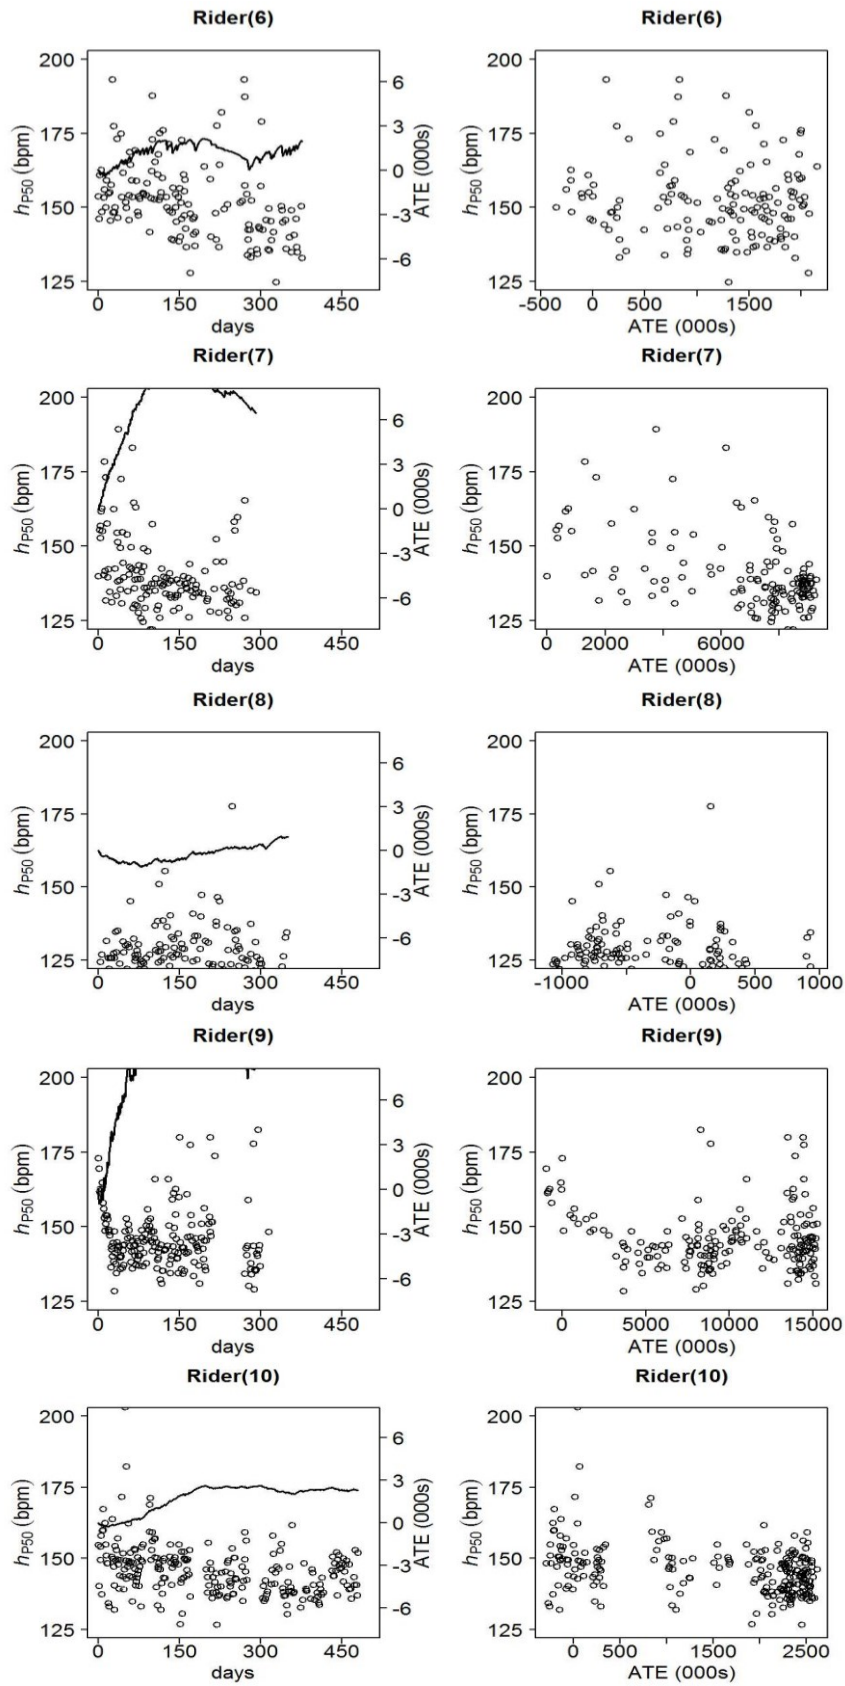 Rider(6) Rider(6)
200 175 150 125
hP50 (bpm)
6 3 0 -3 -6
ATE (000s)
0 150 300 450
days
200 175 150 125
hP50 (bpm)
-500 0 500 1500
ATE (000s)
Rider(7) Rider(7)
200 175 150 125
hP50 (bpm)
6 3 0 -3 -6
ATE (000s)
0 150 300 450
days
200 175 150 125
hP50 (bpm)
0 2000 6000
ATE (000s)
Rider(8) Rider(8)
200 175 150 125
hP50 (bpm)
6 3 0 -3 -6
ATE (000s)
0 150 300 450
days
200 175 150 125
hP50 (bpm)
-1000 0 500 1000
ATE (000s)
Rider(9) Rider(9)
200 175 150 125
hP50 (bpm)
6 3 0 -3 -6
ATE (000s)
0 150 300 450
days
200 175 150 125
hP50 (bpm)
0 5000 10000 15000
ATE (000s)
Rider(10) Rider(10)
200 175 150 125
hP50 (bpm)
6 3 0 -3 -6
ATE (000s)
0 150 300 450
days
200 175 150 125
hP50 (bpm)
0 500 1500 2500
ATE (000s)